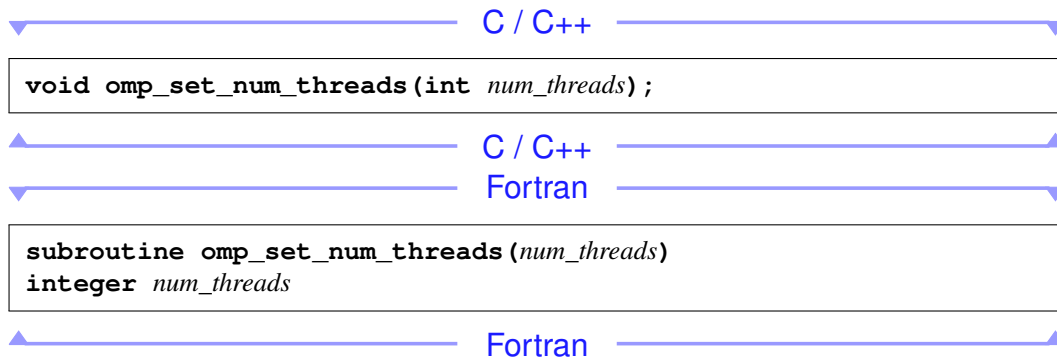 C / C++
void omp_set_num_threads(int num_threads);
C / C++
Fortran
subroutine omp_set_num_threads(num_threads)
integer num_threads
Fortran